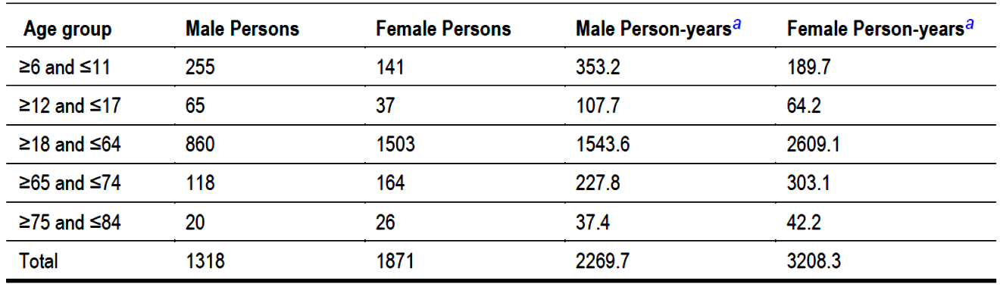 Age group Male Persons Female Persons Male Person-yearsa Female Person-yearsa
≥6 and ≤11 255 141 353.2 189.7
≥12 and ≤17 65 37 107.7 64.2
≥18 and ≤64 860 1503 1543.6 2609.1
≥65 and ≤74 118 164 227.8 303.1
≥75 and ≤84 20 26 37.4 42.2
Total 1318 1871 2269.7 3208.3